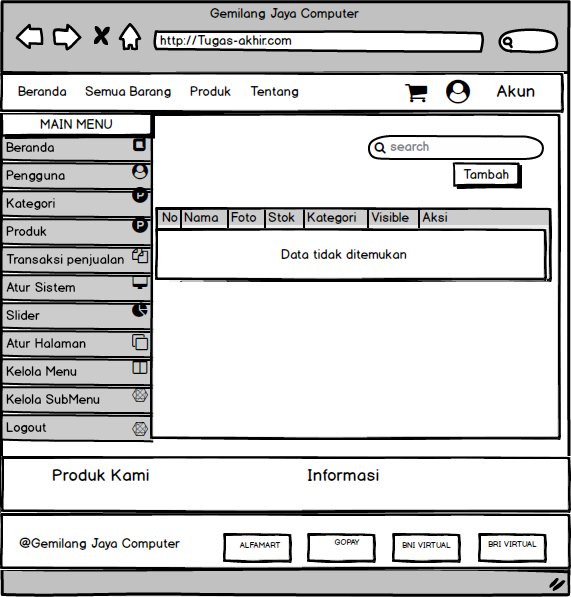 Gemilang Jaya Computer
http://Tugas-akhir.com
Beranda Semua Barang Produk Tentang Akun
MAIN MENU
Beranda
Pengguna
Kategori
Produk
Transaksi penjualan
Atur Sistem
Slider
Atur Halaman
Kelola Menu
Kelola SubMenu
Logout
search
Tambah
No Nama Foto Stok Kategori Visible Aksi
Data tidak ditemukan
Produk Kami Informasi
@Gemilang Jaya Computer ALFAMART GOPAY BNI VIRTUAL BRI VIRTUAL